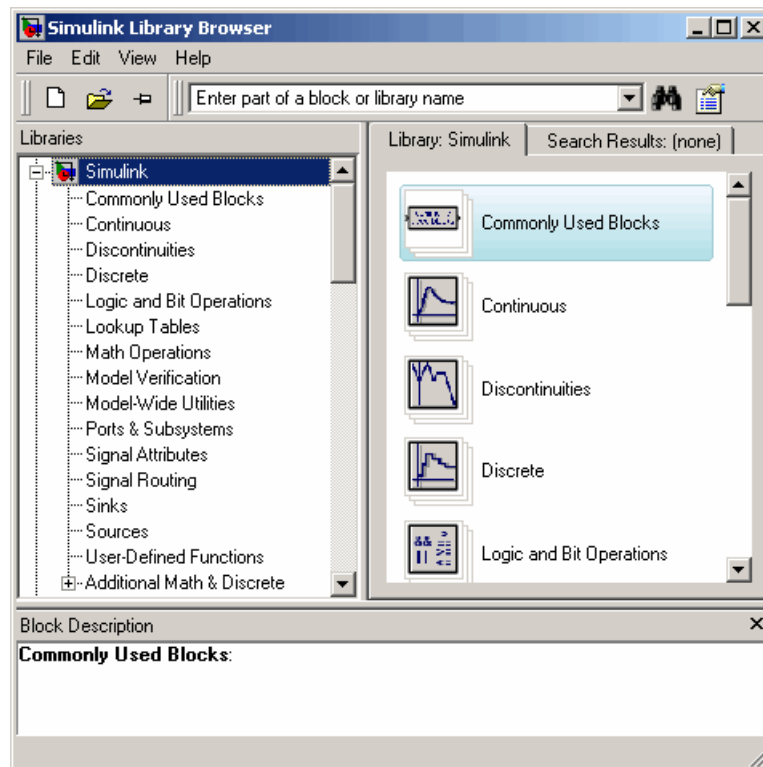 Simulink Library Browser
File Edit View Help
Enter part of a block or library name
Libraries
Simulink
Commonly Used Blocks
Continuous
Discontinuities
Discrete
Logic and Bit Operations
Lookup Tables
Math Operations
Model Verification
Model-Wide Utilities
Ports & Subsystems
Signal Attributes
Signal Routing
Sinks
Sources
User-Defined Functions
Additional Math & Discrete
Library: Simulink
Search Results: (none)
Commonly Used Blocks
Continuous
Discontinuities
Discrete
Logic and Bit Operations
Block Description
Commonly Used Blocks: